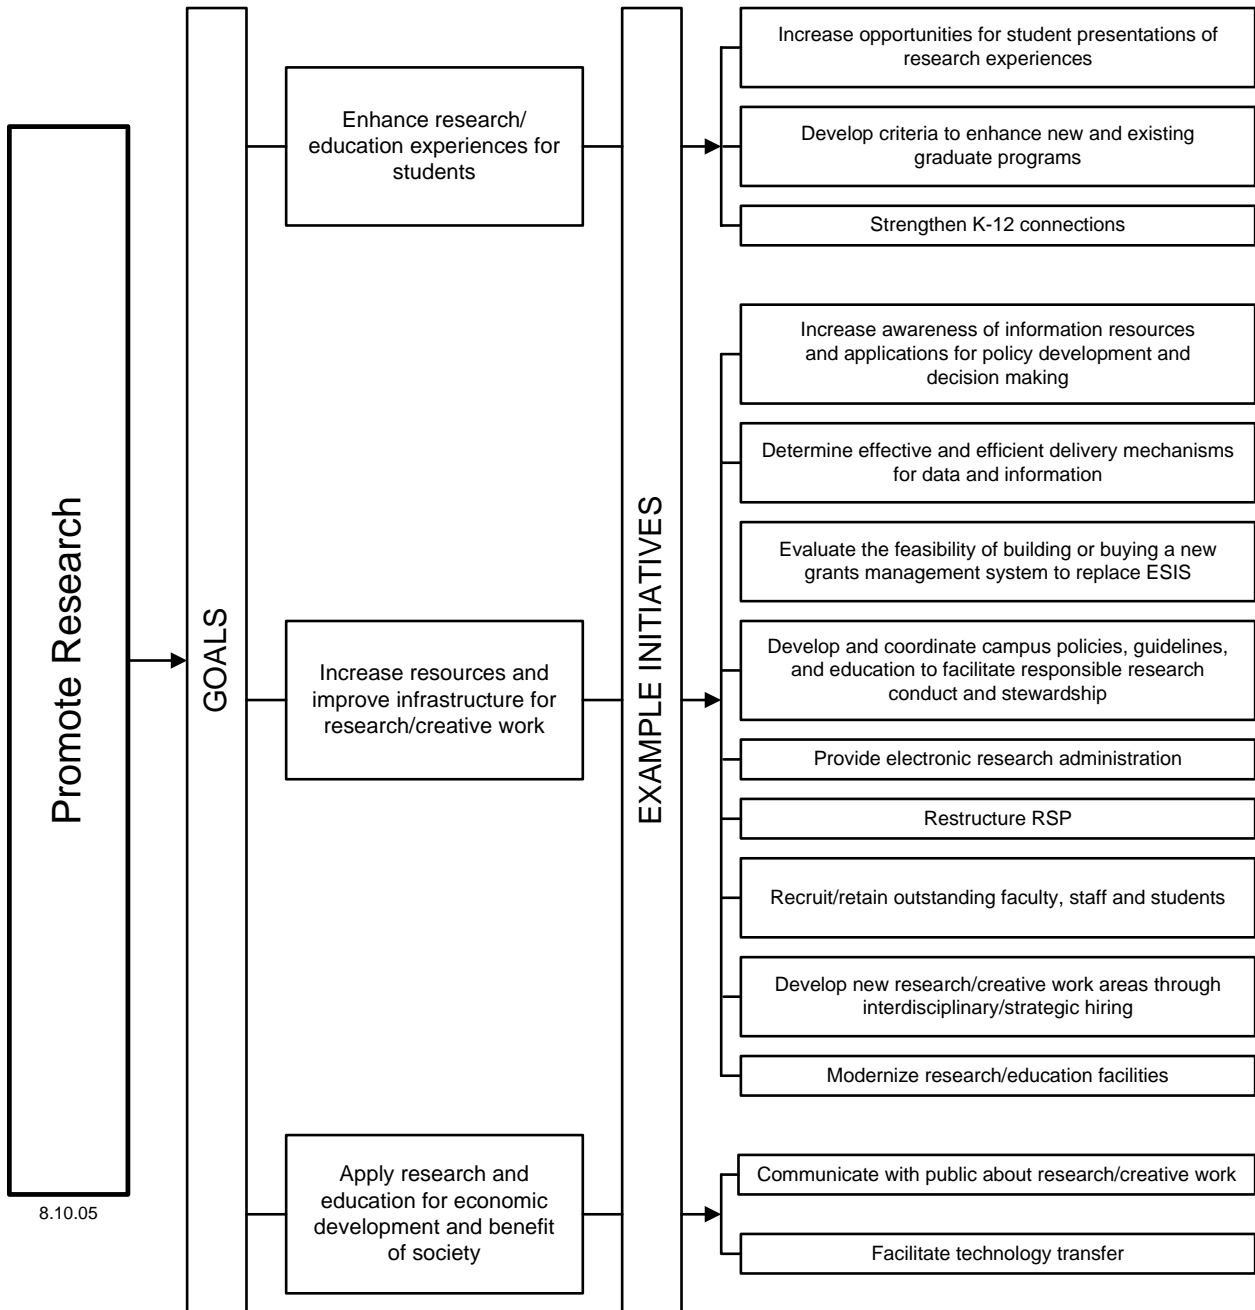 Promote Research
8.10.05
GOALS
Enhance research/
education experiences for
students
Increase resources and
improve infrastructure for
research/creative work
Apply research and
education for economic
development and benefit
of society
EXAMPLE INITIATIVES
Increase opportunities for student presentations of
research experiences
Develop criteria to enhance new and existing
graduate programs
Strengthen K-12 connections
Increase awareness of information resources
and applications for policy development and
decision making
Determine effective and efficient delivery mechanisms
for data and information
Evaluate the feasibility of building or buying a new
grants management system to replace ESIS
Develop and coordinate campus policies, guidelines,
and education to facilitate responsible research
conduct and stewardship
Provide electronic research administration
Restructure RSP
Recruit/retain outstanding faculty, staff and students
Develop new research/creative work areas through
interdisciplinary/strategic hiring
Modernize research/education facilities
Communicate with public about research/creative work
Facilitate technology transfer